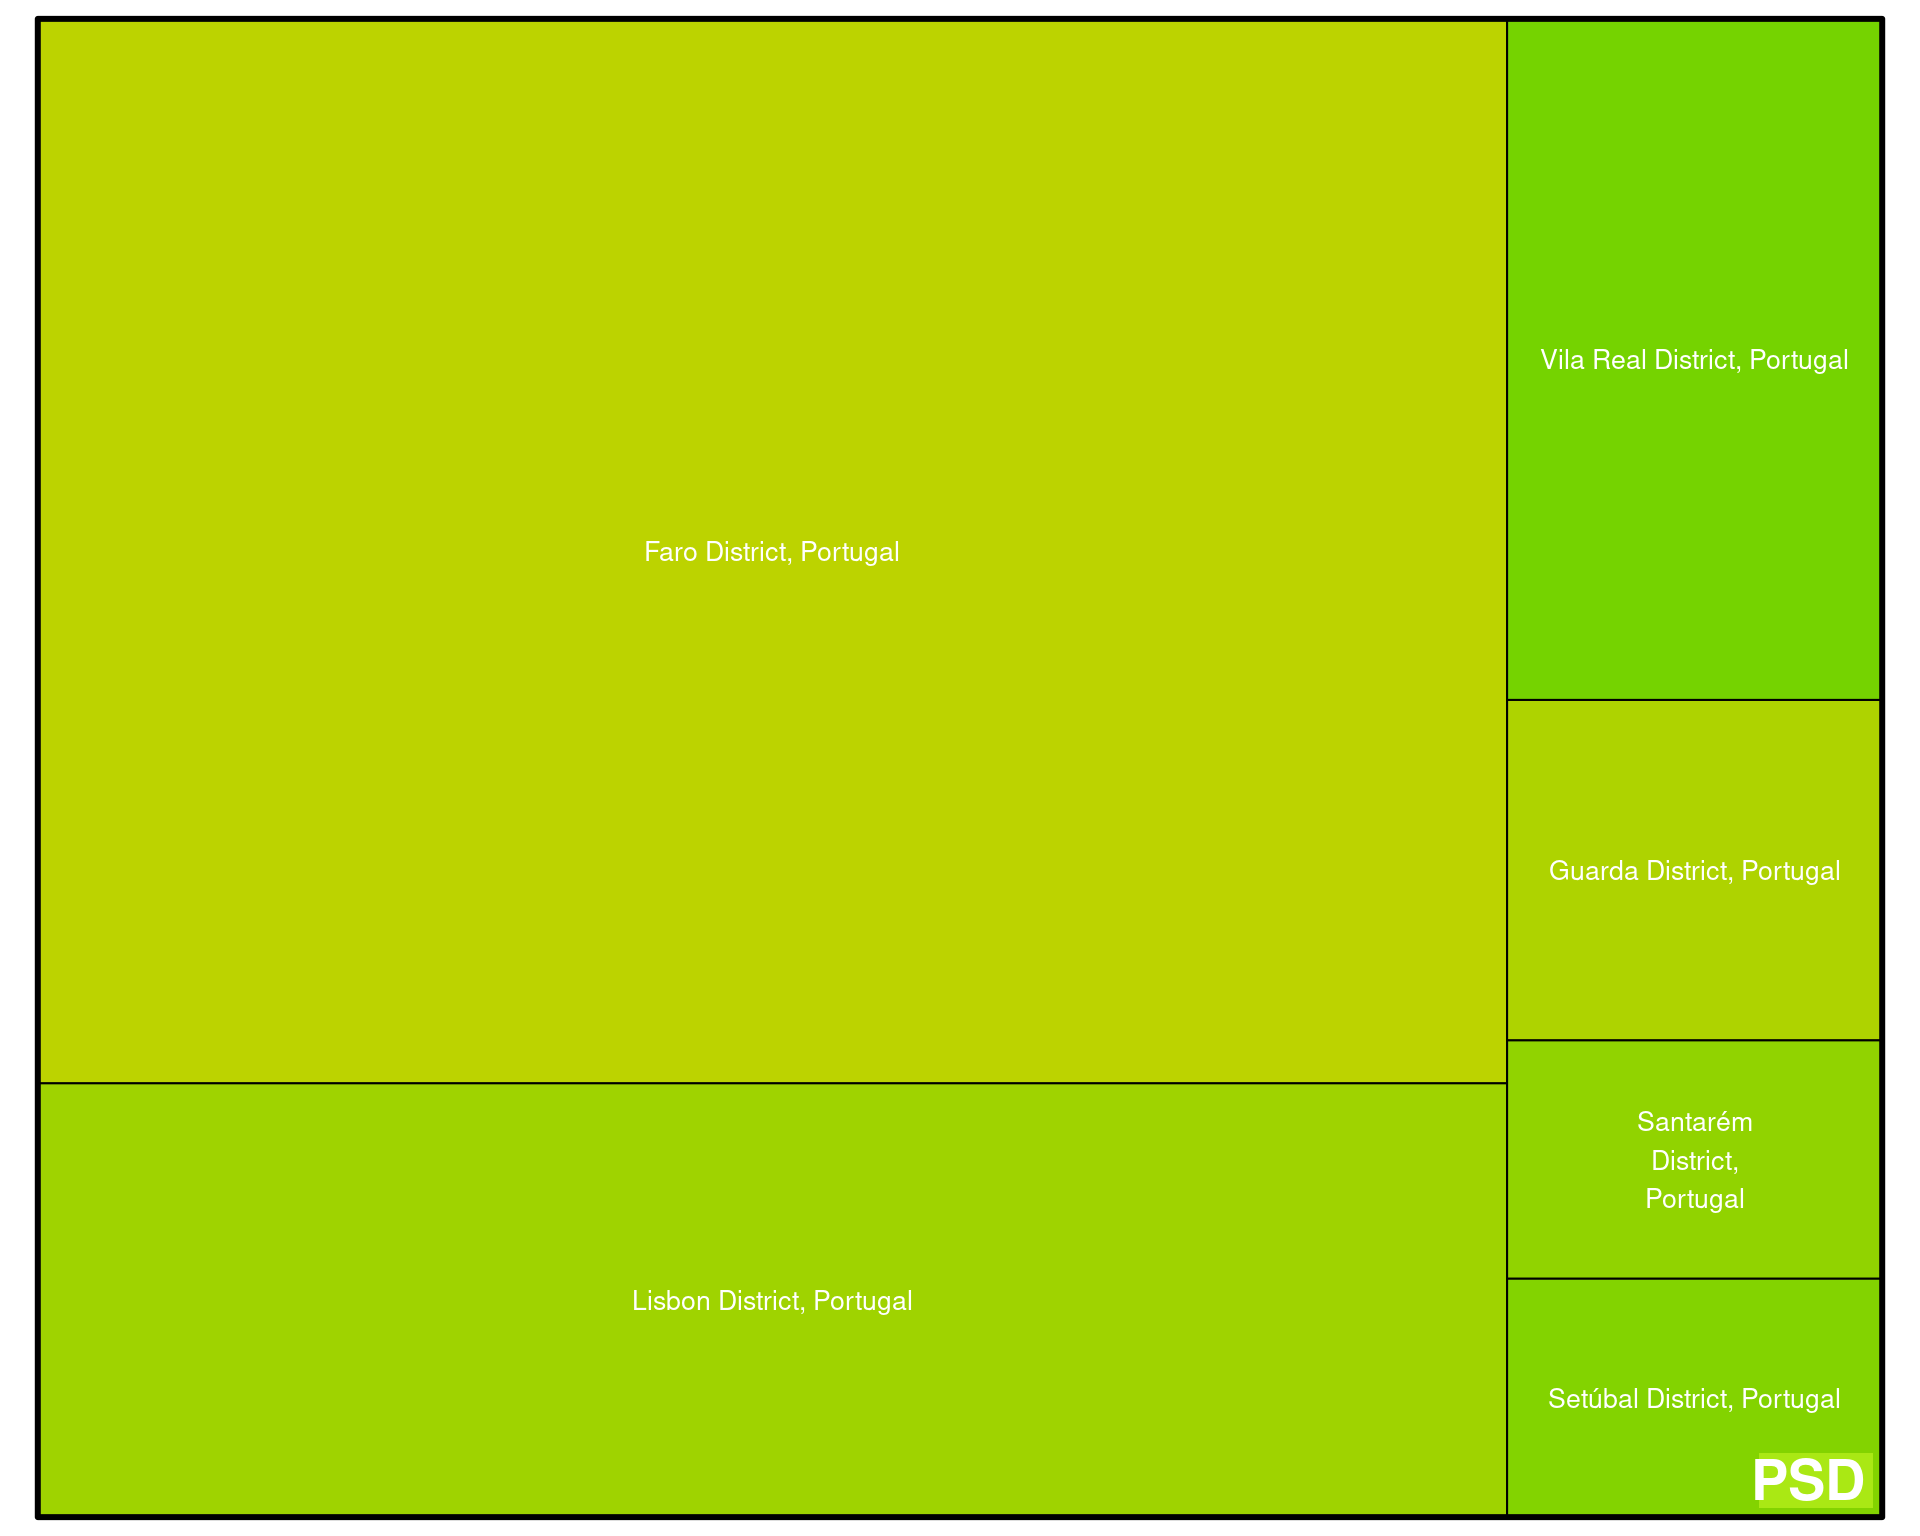 Faro District, Portugal
Lisbon District, Portugal
Vila Real District, Portugal
Guarda District, Portugal
Santarém
District,
Portugal
Setúbal District, Portugal
PSD